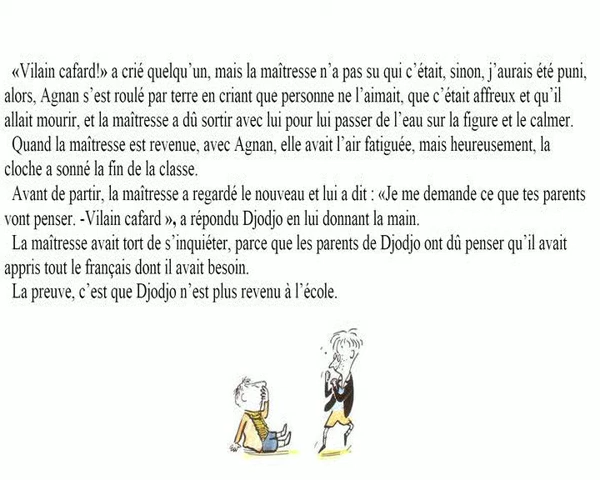 «Vilain cafard!» a crié quelqu'un, mais la maîtresse n'a pas su qui c'était, sinon, j'aurais été puni,
alors, Agnan s'est roulé par terre en criant que personne ne l'aimait, que c'était affreux et qu'il
allait mourir, et la maîtresse a dû sortir avec lui pour lui passer de l'eau sur la figure et le calmer.
Quand la maîtresse est revenue, avec Agnan, elle avait l'air fatiguée, mais heureusement, la
cloche a sonné la fin de la classe.
Avant de partir, la maîtresse a regardé le nouveau et lui a dit : «Je me demande ce que tes parents
vont penser. -Vilain cafard », a répondu Djodjo en lui donnant la main.
La maîtresse avait tort de s'inquiéter, parce que les parents de Djodjo ont dû penser qu'il avait
appris tout le français dont il avait besoin.
La preuve, c'est que Djodjo n'est plus revenu à l'école.